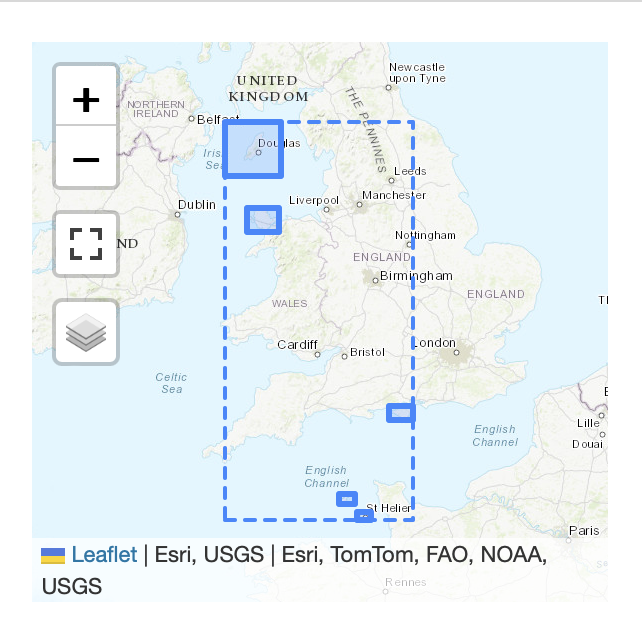 +
−
Newcastle
upon Tyne
UNITED
KINGDOM
NORTHERN
IRELAND
Belfast
THE PENNINES
Douglas
Leeds
Dublin
Liverpool
Manchester
ND
Nottingham
ENGLAND
Birmingham
ENGLAND
WALES
Cardiff
Bristol
London
Celtic
Sea
Lille
Douai
English
Channel
English
Channel
St Helier
Paris
Leaflet | Esri, USGS | Esri, TomTom, FAO, NOAA,
USGS
Rennes